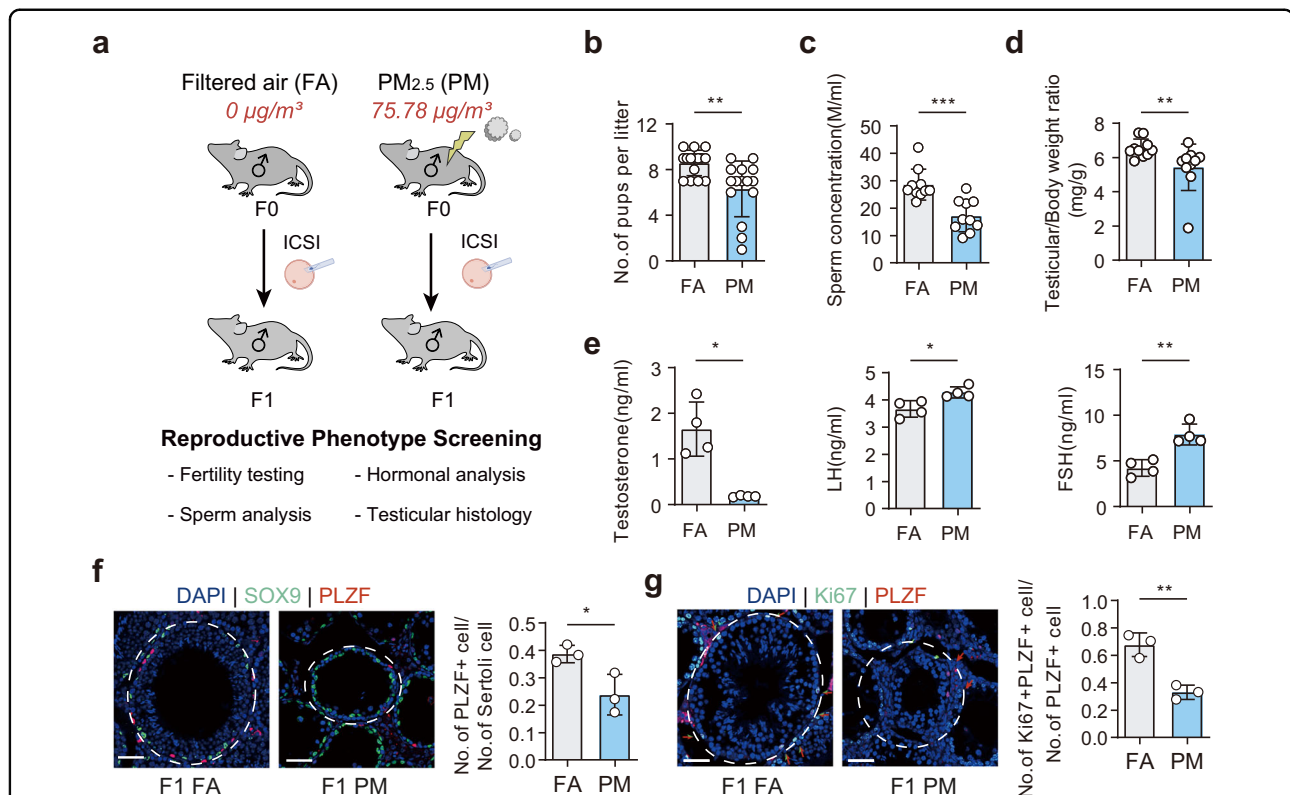 a
Filtered air (FA)
0 µg/m³
PM2.5 (PM)
75.78 µg/m³
♂
♂
F0
F0
ICSI
ICSI
♂
♂
F1
F1
Reproductive Phenotype Screening
- Fertility testing
- Hormonal analysis
- Sperm analysis
- Testicular histology
b
No.of pups per litter
12
8
4
0
**
FA
PM
c
Sperm concentration(M/ml)
50
40
30
20
10
0
***
FA
PM
d
Testicular/Body weight ratio
(mg/g)
8
6
4
2
0
**
FA
PM
e
Testosterone(ng/ml)
3
2
1
0
*
FA
PM
LH(ng/ml)
5
4
3
2
1
0
*
FA
PM
FSH(ng/ml)
15
10
5
0
**
FA
PM
f
DAPI | SOX9 | PLZF
F1 FA
F1 PM
No. of PLZF+ cell/
No. of Sertoli cell
0.5
0.4
0.3
0.2
0.1
0.0
*
FA
PM
g
DAPI | Ki67 | PLZF
F1 FA
F1 PM
No.of Ki67+PLZF+ cell/
No. of PLZF+ cell
1.0
0.8
0.6
0.4
0.2
0.0
**
FA
PM